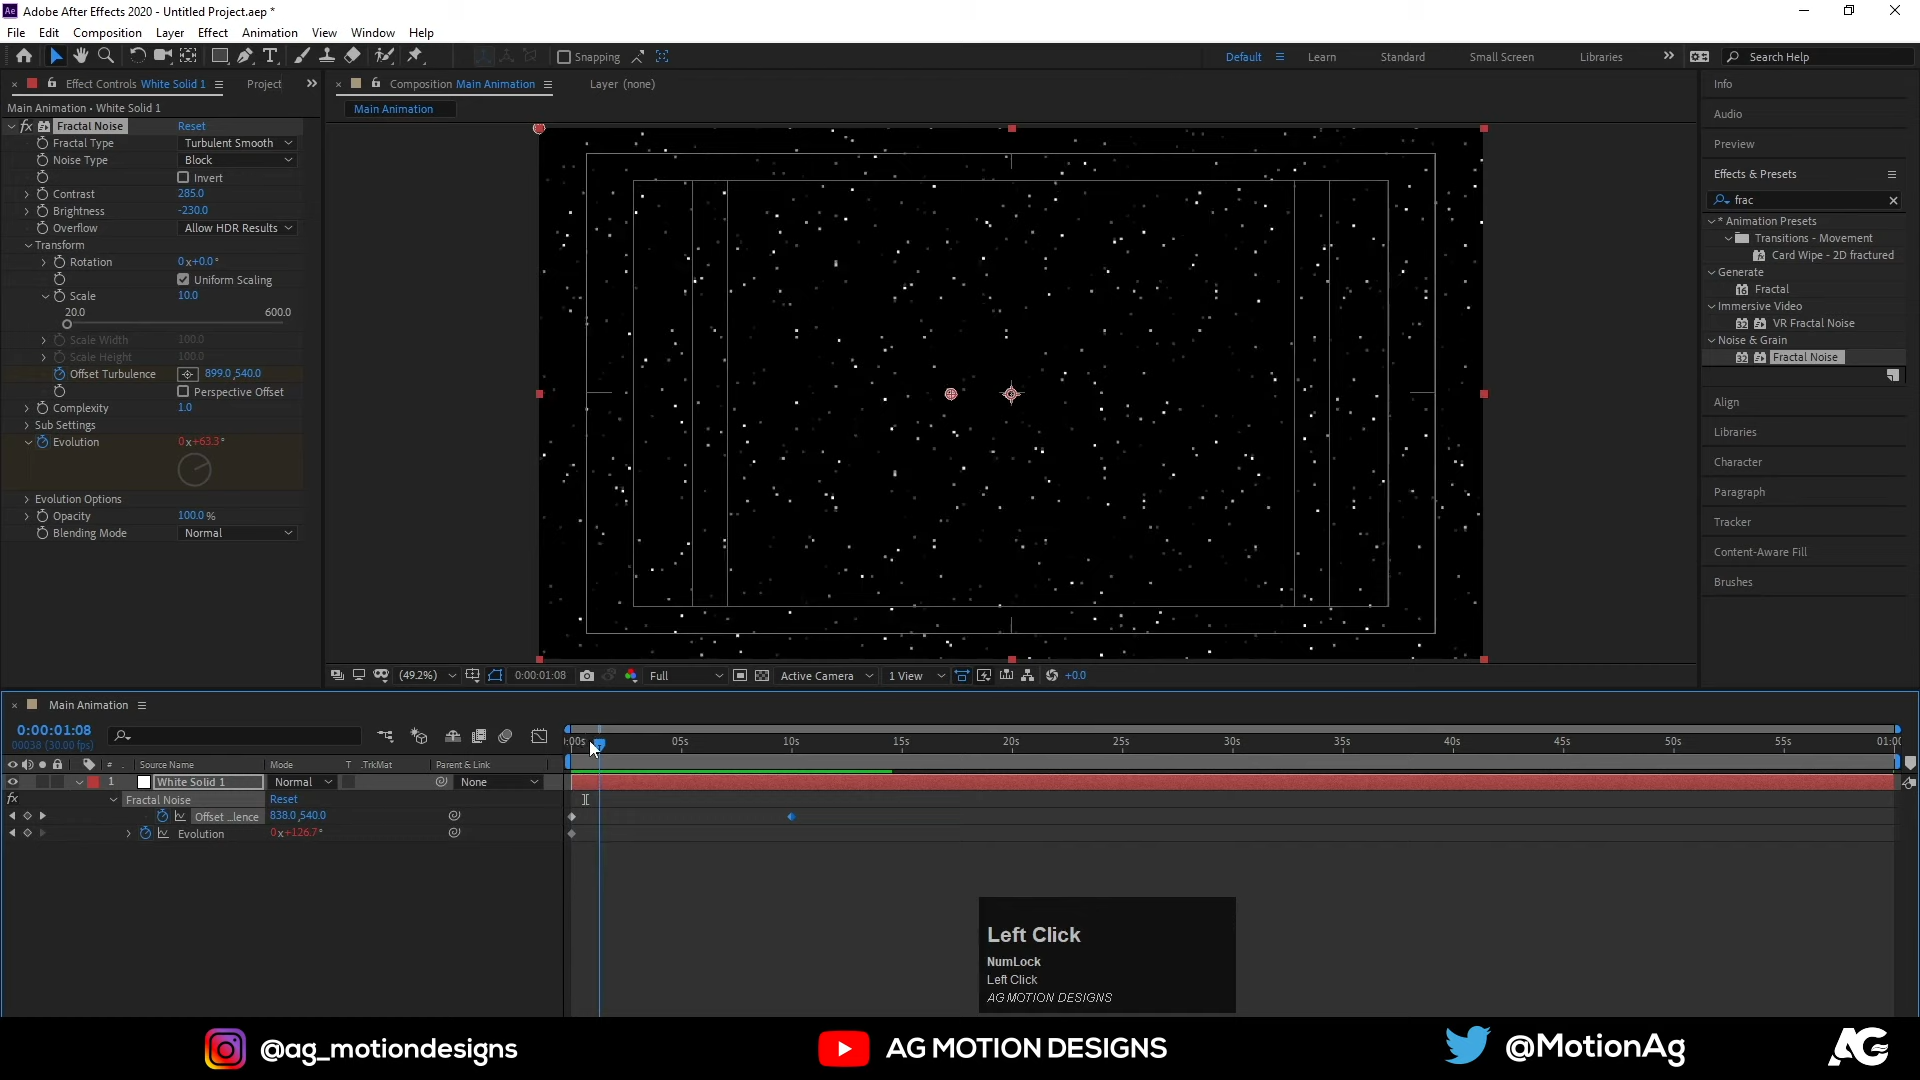 Ae Adobe After Effects 2020 - Untitled Project.aep *
File Edit Composition Layer Effect Animation View Window Help
Snapping
Default Learn Standard Small Screen Libraries Search Help
Effect Controls White Solid 1 Project
Composition Main Animation Layer (none)
Main Animation • White Solid 1
Main Animation
fx Fractal Noise Reset
Fractal Type Turbulent Smooth
Noise Type Block
Invert
Contrast 285.0
Brightness -230.0
Overflow Allow HDR Results
Transform
Rotation 0x+0.0°
Uniform Scaling
Scale 10.0
20.0 600.0
Scale Width 100.0
Scale Height 100.0
Offset Turbulence 899.0,540.0
Perspective Offset
Complexity 1.0
Sub Settings
Evolution 0x+63.3°
Evolution Options
Opacity 100.0 %
Blending Mode Normal
(49.2%) 0:00:01:08 Full Active Camera 1 View +0.0
Info
Audio
Preview
Effects & Presets
frac
* Animation Presets
Transitions - Movement
Card Wipe - 2D fractured
Generate
16 Fractal
Immersive Video
32 VR Fractal Noise
Noise & Grain
32 Fractal Noise
Align
Libraries
Character
Paragraph
Tracker
Content-Aware Fill
Brushes
Main Animation
0:00:01:08
00038 (30.00 fps)
:00s 05s 10s 15s 20s 25s 30s 35s 40s 45s 50s 55s 01:00
# Source Name Mode T .TrkMat Parent & Link
1 White Solid 1 Normal None
fx Fractal Noise Reset
Offset ...lence 838.0,540.0
Evolution 0x+126.7°
Left Click
NumLock
Left Click
AG MOTION DESIGNS
@ag_motiondesigns AG MOTION DESIGNS @MotionAg AG